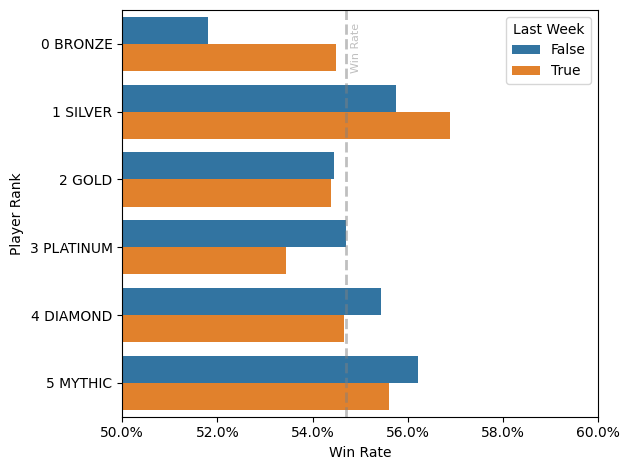 Last Week
False
True
Win Rate
0 BRONZE
1 SILVER
2 GOLD
3 PLATINUM
4 DIAMOND
5 MYTHIC
Player Rank
50.0% 52.0% 54.0% 56.0% 58.0% 60.0%
Win Rate